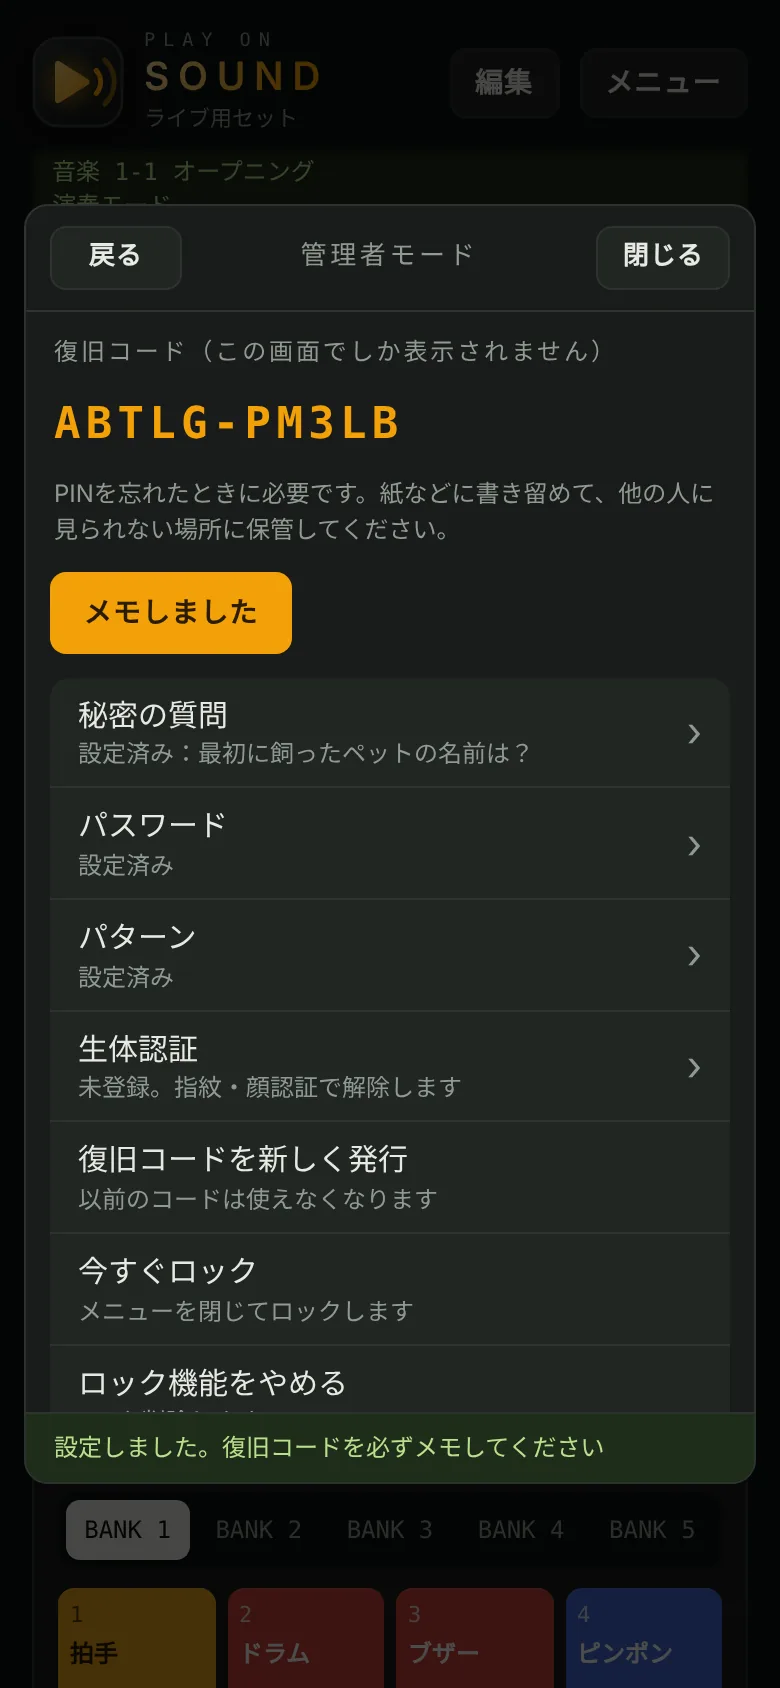 PLAY ON
SOUND
ライブ用セット
編集
メニュー
音楽 1-1 オープニング
演奏モード
戻る
管理者モード
閉じる
復旧コード（この画面でしか表示されません）
ABTLG-PM3LB
PINを忘れたときに必要です。紙などに書き留めて、他の人に
見られない場所に保管してください。
メモしました
秘密の質問
設定済み：最初に飼ったペットの名前は？
パスワード
設定済み
パターン
設定済み
生体認証
未登録。指紋・顔認証で解除します
復旧コードを新しく発行
以前のコードは使えなくなります
今すぐロック
メニューを閉じてロックします
ロック機能をやめる
設定しました。復旧コードを必ずメモしてください
BANK 1
BANK 2
BANK 3
BANK 4
BANK 5
1
拍手
2
ドラム
3
ブザー
4
ピンポン